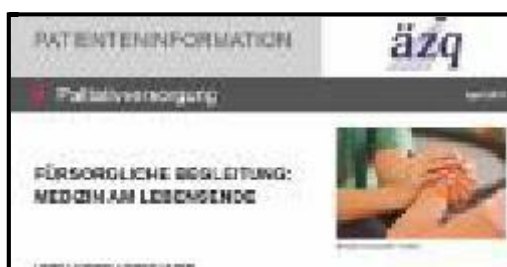 PATIENTENINFORMATION
äzq
Palliativversorgung
FÜRSORGLICHE BEGLEITUNG:
MEDIZIN AM LEBENSENDE